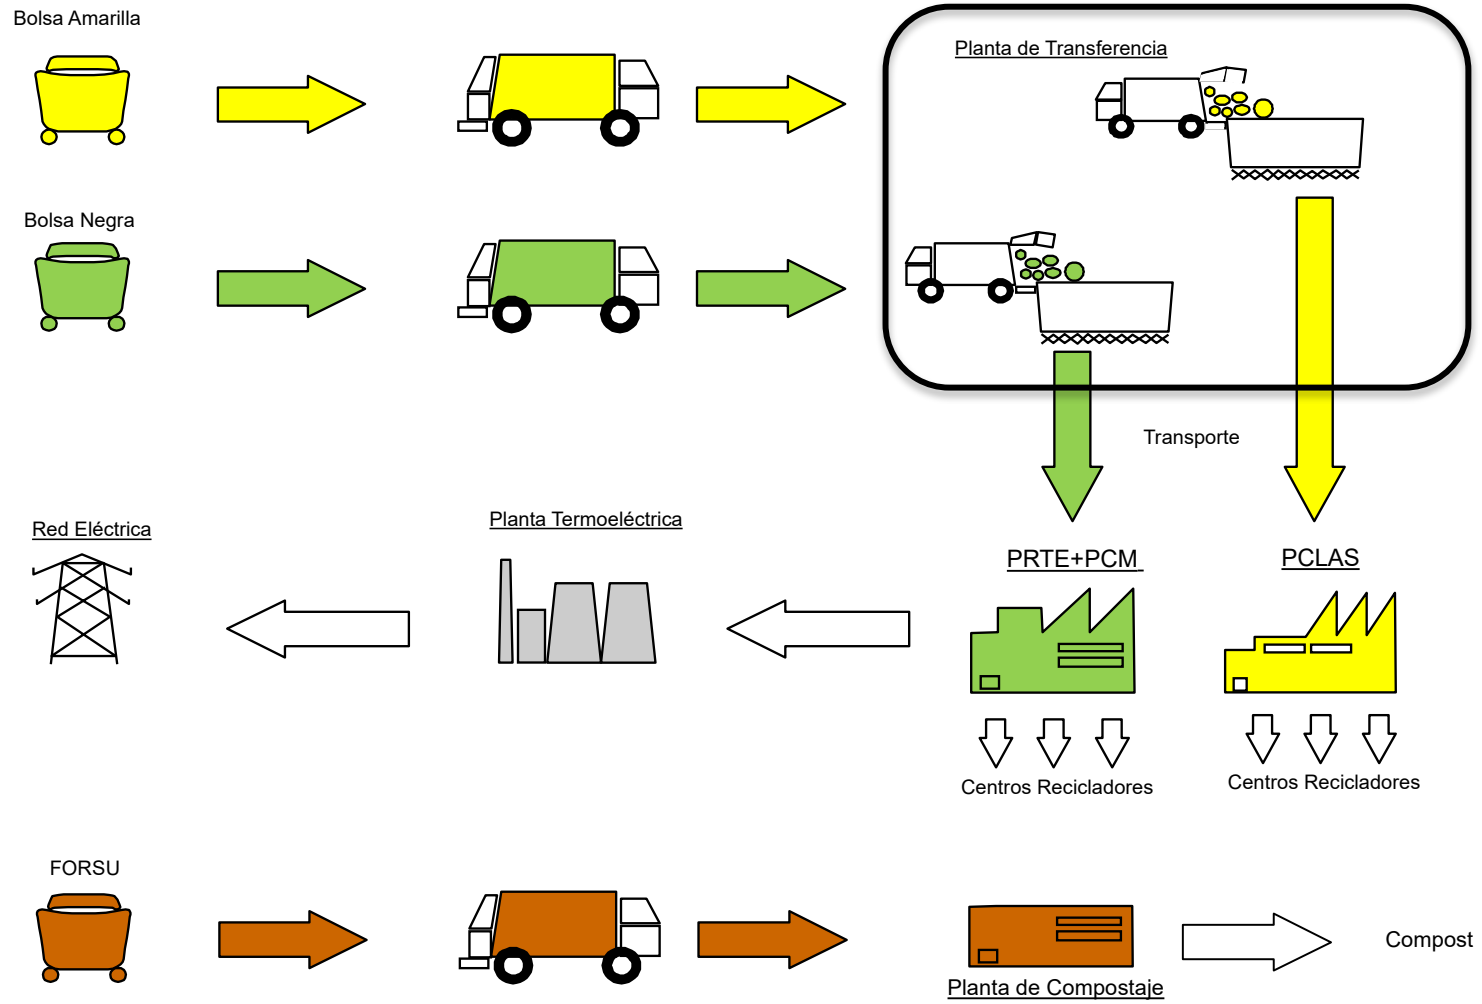 Bolsa Amarilla
Planta de Transferencia
Bolsa Negra
Transporte
Red Eléctrica
Planta Termoeléctrica
PRTE+PCM
PCLAS
Centros Recicladores
Centros Recicladores
FORSU
Compost
Planta de Compostaje